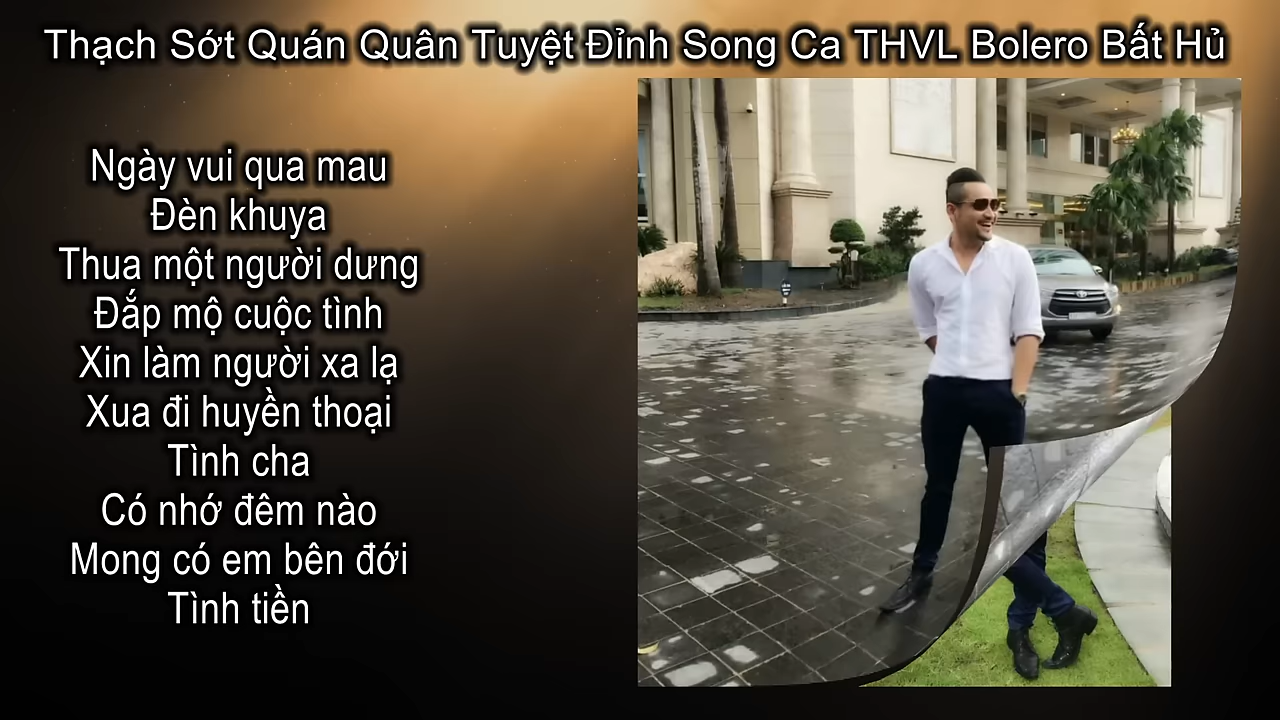 Thạch Sớt Quán Quân Tuyệt Đỉnh Song Ca THVL Bolero Bất Hủ
Ngày vui qua mau
Đèn khuya
Thua một người dưng
Đắp mộ cuộc tình
Xin làm người xa lạ
Xua đi huyền thoại
Tình cha
Có nhớ đêm nào
Mong có em bên đới
Tình tiền